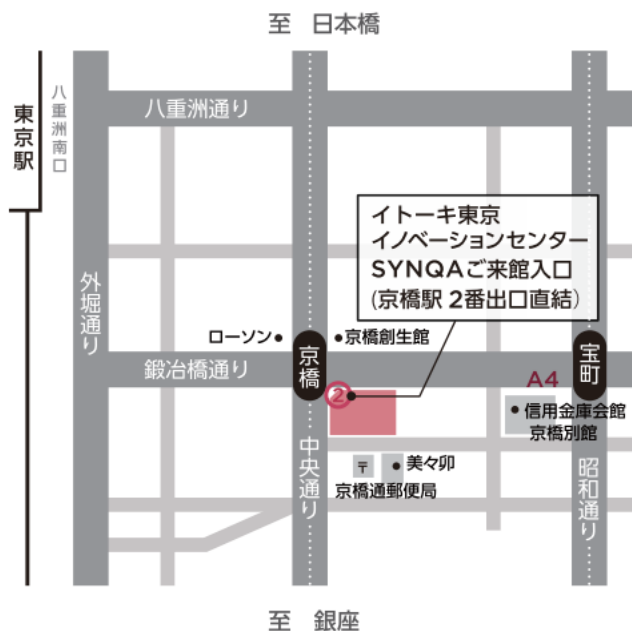 至 日本橋
八重洲南口
東京駅
八重洲通り
イトーキ東京
イノベーションセンター
SYNQAご来館入口
(京橋駅 2番出口直結)
外堀通り
ローソン
京橋
京橋創生館
宝町
鍛冶橋通り
A4
2
信用金庫会館
京橋別館
中央通り
〒
美々卯
京橋通郵便局
昭和通り
至 銀座